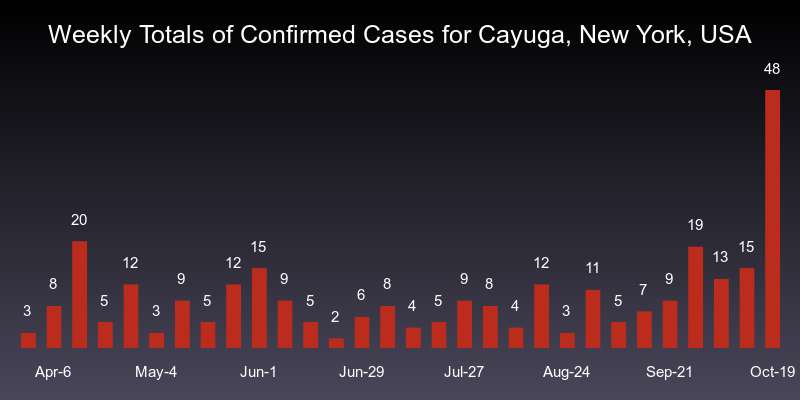 Weekly Totals of Confirmed Cases for Cayuga, New York, USA
3 8 20 5 12 3 9 5 12 15 9 5 2 6 8 4 5 9 8 4 12 3 11 5 7 9 19 13 15 48
Apr-6 May-4 Jun-1 Jun-29 Jul-27 Aug-24 Sep-21 Oct-19